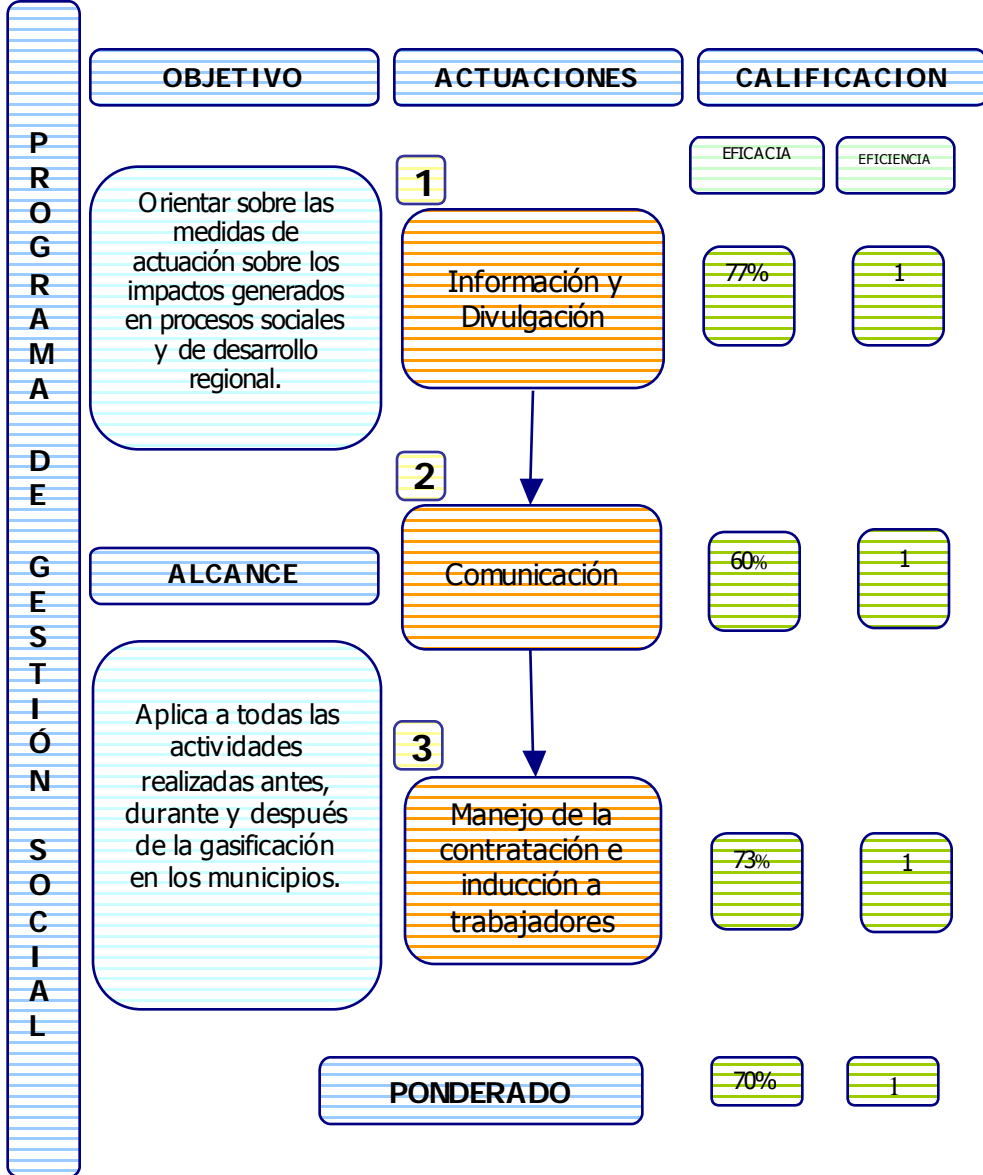 PROGRAMA DE GESTIÓN SOCIAL
OBJETIVO
ACTUACIONES
CALIFICACION
EFICACIA
EFICIENCIA
Orientar sobre las
medidas de
actuación sobre los
impactos generados
en procesos sociales
y de desarrollo
regional.
1
Información y
Divulgación
77%
1
2
Comunicación
60%
1
ALCANCE
Aplica a todas las
actividades
realizadas antes,
durante y después
de la gasificación
en los municipios.
3
Manejo de la
contratación e
inducción a
trabajadores
73%
1
PONDERADO
70%
1